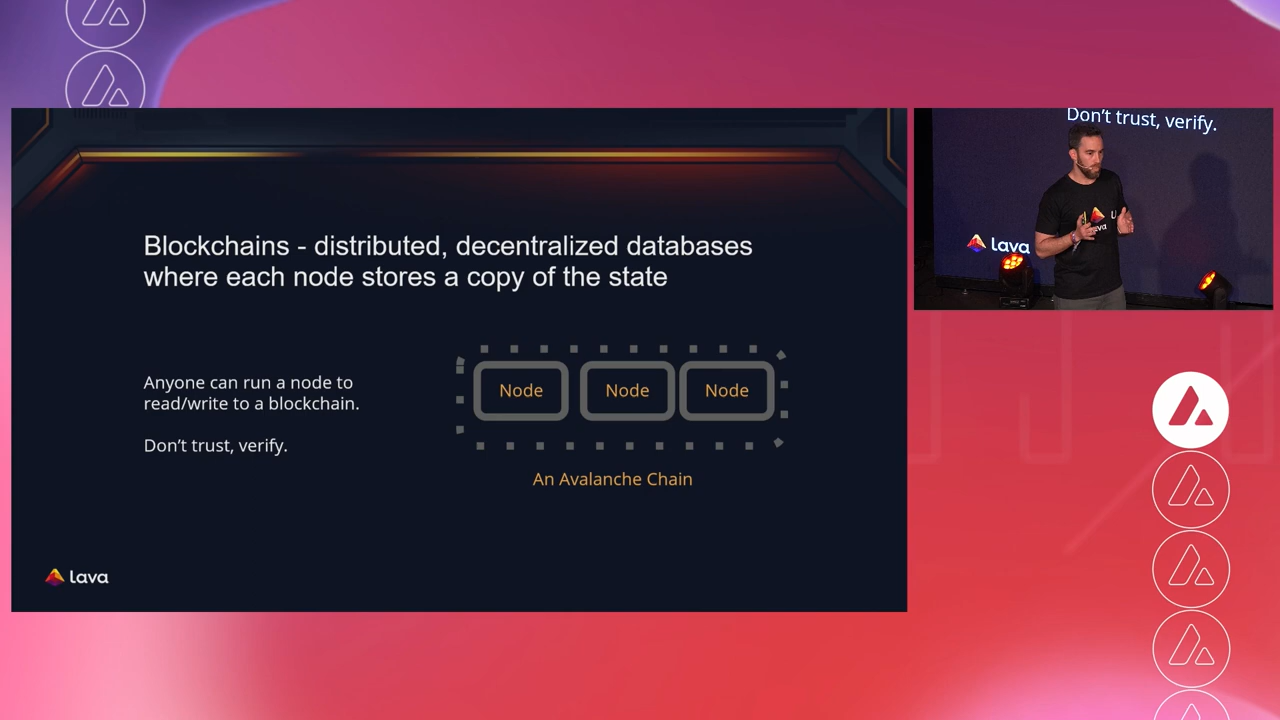 Blockchains - distributed, decentralized databases
where each node stores a copy of the state
Anyone can run a node to
read/write to a blockchain.
Don’t trust, verify.
Node Node Node
An Avalanche Chain
lava
Don’t trust, verify.
lava